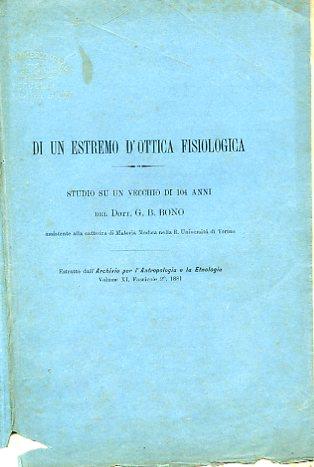 DI UN ESTREMO D'OTTICA FISIOLOGICA
STUDIO SU UN VECCHIO DI 104 ANNI
DEL DOTT. G. B. BONO
assistente alla cattedra di Materia Medica nella R. Università di Torino
Estratto dall'Archivio per l'Antropologia e la Etnologia
Volume XI, Fascicolo 2º, 1881